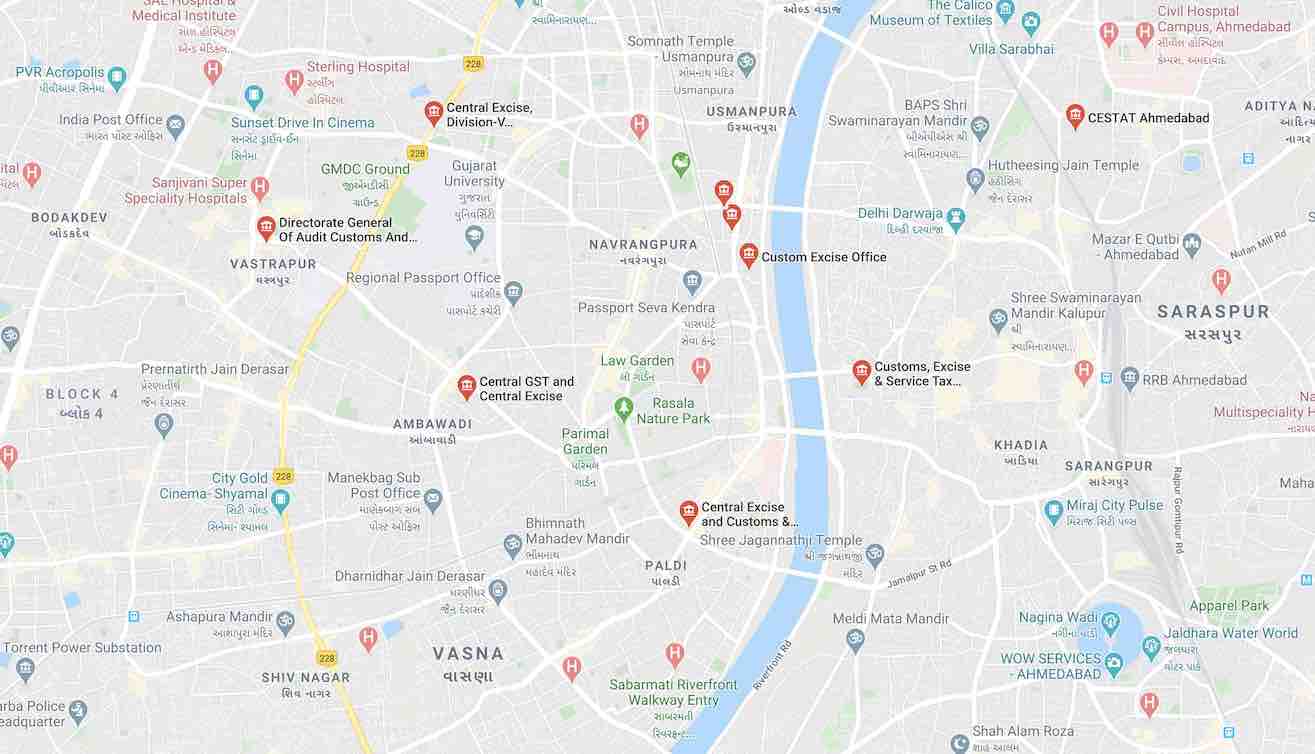 SAL Hospital &
Medical Institute
સાલ હોસ્પિટલ
એન્ડ મેડિકલ...
સ્વામિનારાયણ...
ઓલ્ડ વડાજ
The Calico
Museum of Textiles
Villa Sarabhai
Civil Hospital
Campus, Ahmedabad
સીવીલ હોસ્પિટલ
કેમ્પસ, અમદાવાદ
Somnath Temple
- Usmanpura
સોમનાથ મંદિર
Usmanpura
228
PVR Acropolis
પીવીઆર સિનેમા
Sterling Hospital
સ્ટર્લીંગ
હોસ્પિટલ
Sunset Drive In Cinema
સનસેટ ડ્રાઈવ-ઈન
સિનેમા
India Post Office
ભારત પોસ્ટ ઓફિસ
Central Excise,
Division-V...
228
USMANPURA
ઉસ્માનપુરા
BAPS Shri
Swaminarayan Mandir
બીએપીએસ શ્રી
સ્વામિનારાયણ...
CESTAT Ahmedabad
ADITYA NA
નગર
GMDC Ground
જીએમડીસી
ગ્રાઉન્ડ
Gujarat
University
ગુજરાત
યુનિવર્સિટી
Hutheesing Jain Temple
હઠીસિંગ
જૈન દેરાસર
Sanjivani Super
Speciality Hospitals
BODAKDEV
બોડકદેવ
Directorate General
Of Audit Customs And...
VASTRAPUR
વસ્ત્રાપુર
NAVRANGPURA
નવરંગપુરા
Custom Excise Office
Delhi Darwaja
દિલ્હી દરવાજા
Mazar E Qutbi
- Ahmedabad
Nutan Mill Rd
Regional Passport Office
પ્રાદેશીક
પાસપોર્ટ કચેરી
Passport Seva Kendra
પાસપોર્ટ
સેવા કેન્દ્ર
Shree Swaminarayan
Mandir Kalupur
શ્રી
સ્વામિનારાયણ...
SARASPUR
સરસપુર
Prernatirth Jain Derasar
પ્રેરણાતીર્થ
જૈન દેરાસર
BLOCK 4
બ્લોક 4
Central GST and
Central Excise
Law Garden
લૉ ગાર્ડન
Rasala
Nature Park
Customs, Excise
& Service Tax...
RRB Ahmedabad
Multispeciality H
AMBAWADI
આંબાવાડી
Parimal
Garden
પરિમલ
ગાર્ડન
KHADIA
ખાડિયા
SARANGPUR
સારંગપુર
228
City Gold
Cinema- Shyamal
સિટી ગોલ્ડ
સિનેમા- શ્યામલ
Manekbag Sub
Post Office
માણેકબાગ સબ
પોસ્ટ ઓફિસ
Central Excise
and Customs &...
Miraj City Pulse
મિરાજ સિટી પલ્સ
Rajpur Gomtipur Rd
Bhimnath
Mahadev Mandir
ભીમનાથ
મહાદેવ મંદિર
Shree Jagannathji Temple
શ્રી જગન્નાથજી
મંદિર
PALDI
પાલડી
Jamalpur St Rd
Dharnidhar Jain Derasar
ધરણીધર
જૈન દેરાસર
Ashapura Mandir
આશાપુરા મંદિર
Meldi Mata Mandir
Nagina Wadi
નગીના વાડી
Apparel Park
Jaldhara Water World
જલધારા
વોટર પાર્ક
WOW SERVICES
- AHMEDABAD
Torrent Power Substation
228
VASNA
વાસણા
SHIV NAGAR
શિવ નગર
Sabarmati Riverfront
Walkway Entry
સાબરમતી
રિવરફ્રન્ટ...
Riverfront Rd
Shah Alam Roza
શાહ આલમ